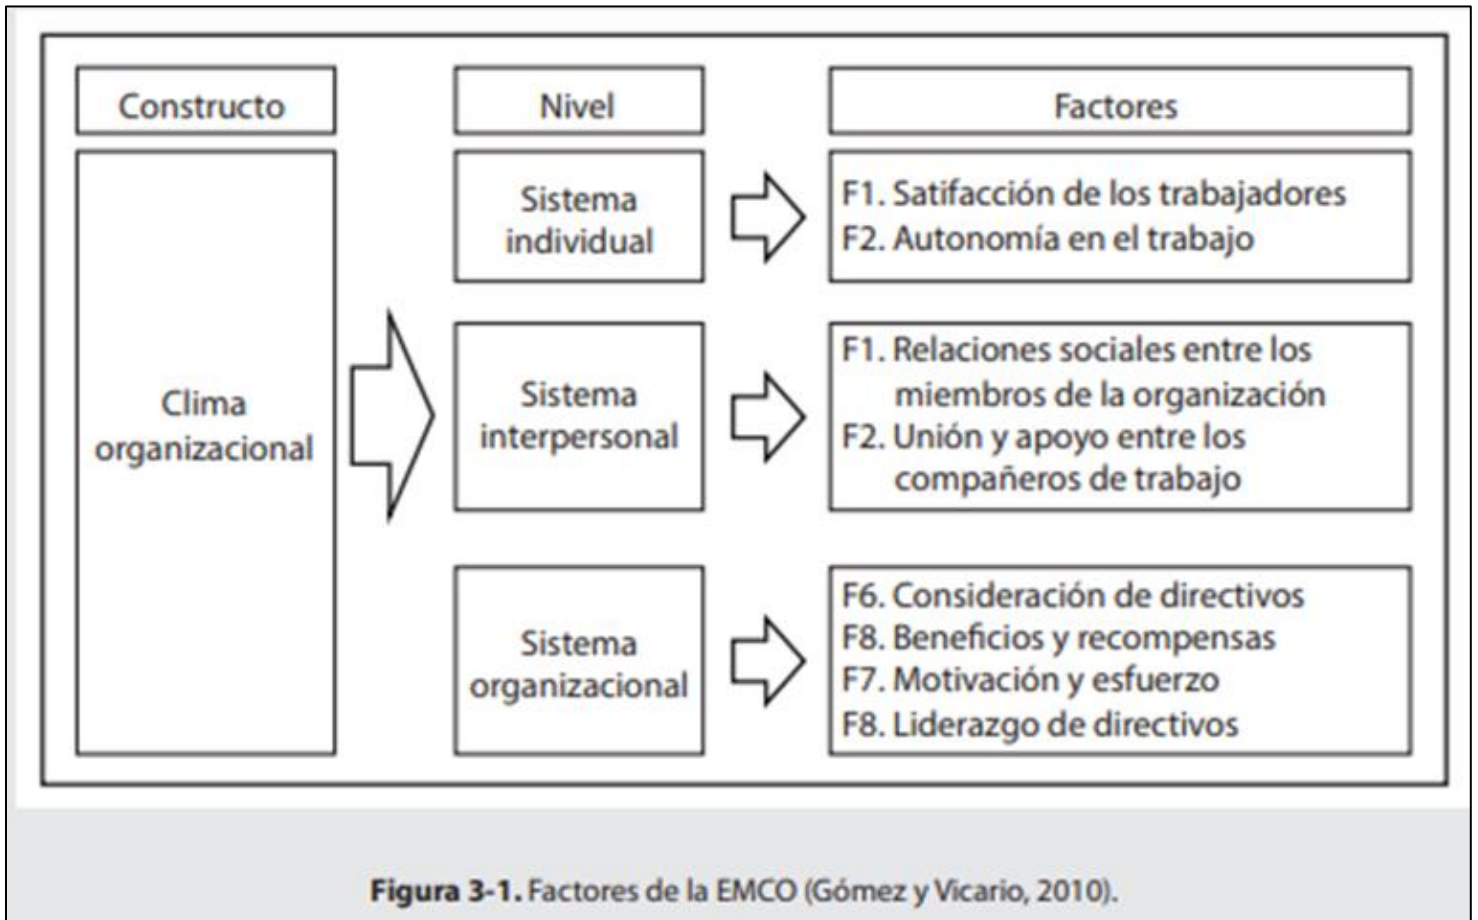 Constructo
Nivel
Factores
Clima
organizacional
Sistema
individual
F1. Satifacción de los trabajadores
F2. Autonomía en el trabajo
Sistema
interpersonal
F1. Relaciones sociales entre los
miembros de la organización
F2. Unión y apoyo entre los
compañeros de trabajo
Sistema
organizacional
F6. Consideración de directivos
F8. Beneficios y recompensas
F7. Motivación y esfuerzo
F8. Liderazgo de directivos
Figura 3-1. Factores de la EMCO (Gómez y Vicario, 2010).